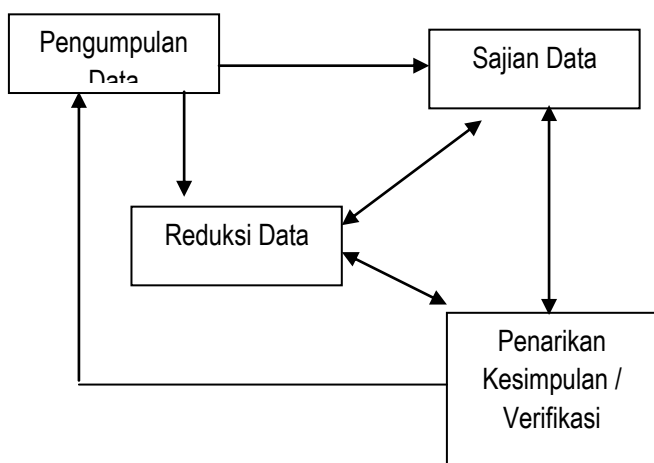 Pengumpulan
Data
Sajian Data
Reduksi Data
Penarikan
Kesimpulan /
Verifikasi